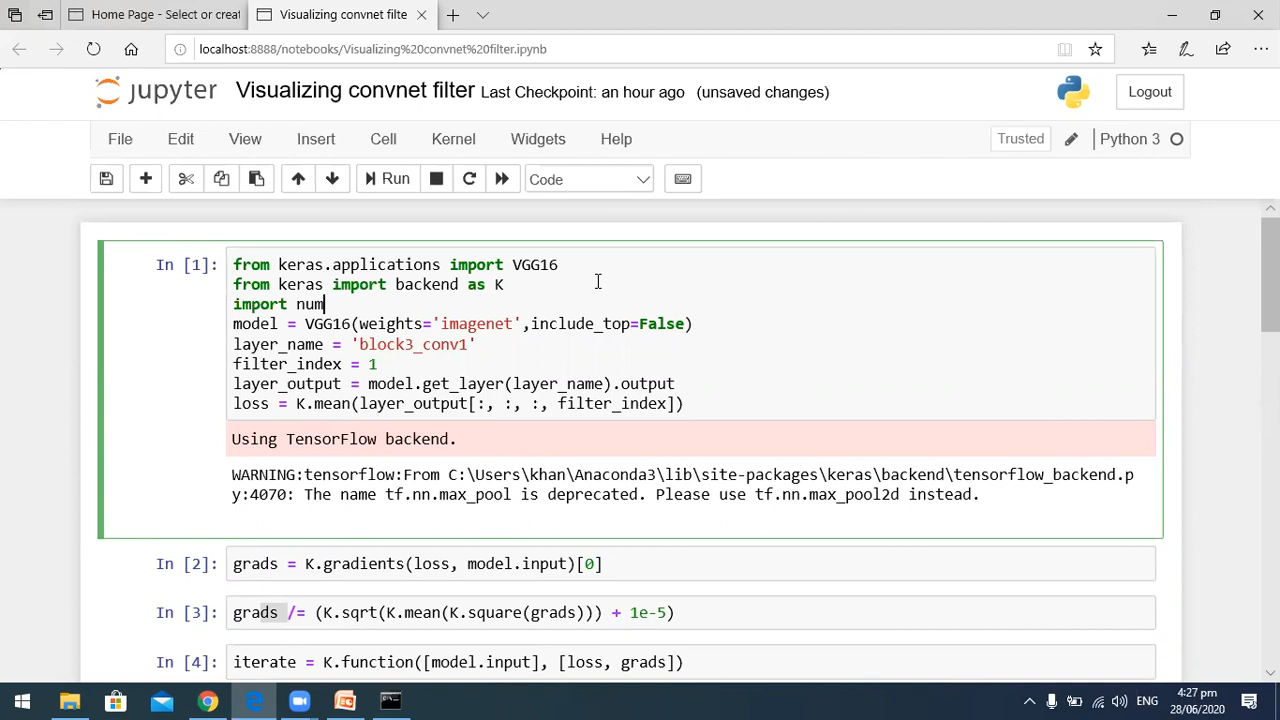 Home Page - Select or creat
Visualizing convnet filte
localhost:8888/notebooks/Visualizing%20convnet%20filter.ipynb
jupyter Visualizing convnet filter Last Checkpoint: an hour ago (unsaved changes)
Logout
File Edit View Insert Cell Kernel Widgets Help
Trusted Python 3
Run Code
In [1]:
from keras.applications import VGG16
from keras import backend as K
import num
model = VGG16(weights='imagenet',include_top=False)
layer_name = 'block3_conv1'
filter_index = 1
layer_output = model.get_layer(layer_name).output
loss = K.mean(layer_output[:, :, :, filter_index])
Using TensorFlow backend.
WARNING:tensorflow:From C:\Users\khan\Anaconda3\lib\site-packages\keras\backend\tensorflow_backend.p
y:4070: The name tf.nn.max_pool is deprecated. Please use tf.nn.max_pool2d instead.
In [2]: grads = K.gradients(loss, model.input)[0]
In [3]: grads /= (K.sqrt(K.mean(K.square(grads))) + 1e-5)
In [4]: iterate = K.function([model.input], [loss, grads])
ENG
4:27 pm
28/06/2020